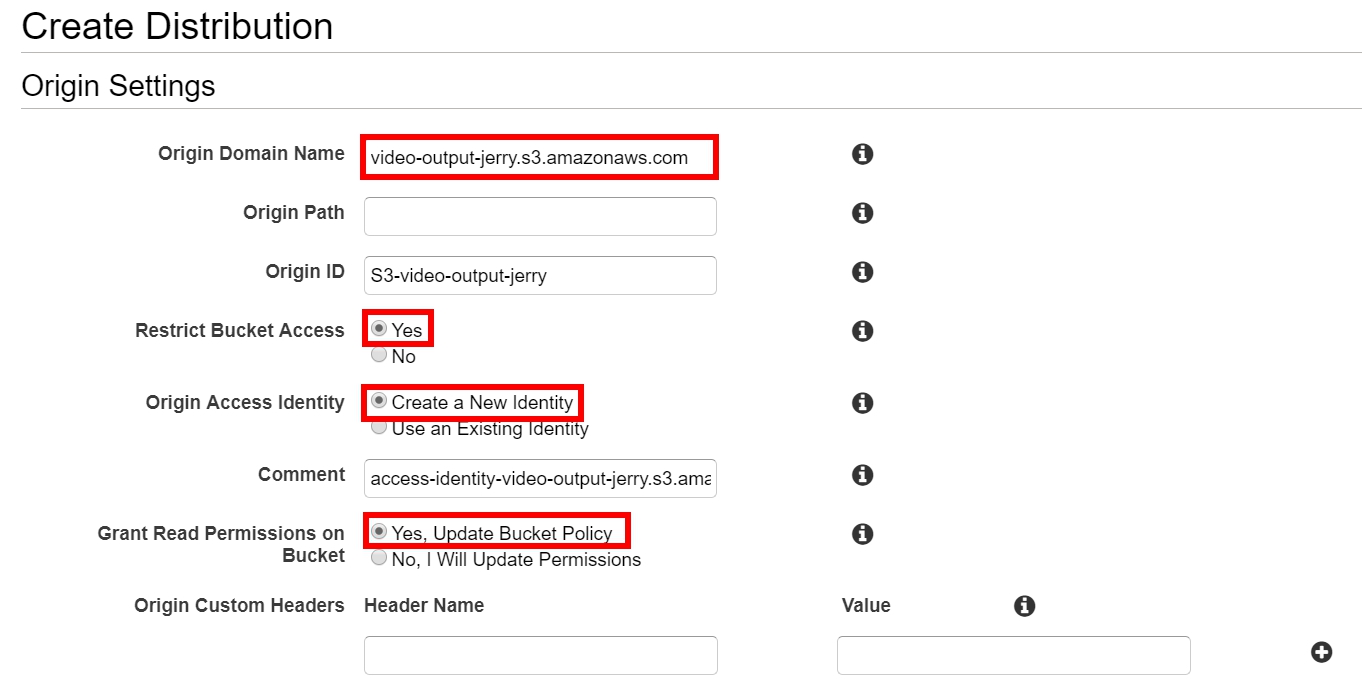 Create Distribution
Origin Settings
Origin Domain Name video-output-jerry.s3.amazonaws.com
Origin Path
Origin ID S3-video-output-jerry
Restrict Bucket Access Yes
No
Origin Access Identity Create a New Identity
Use an Existing Identity
Comment access-identity-video-output-jerry.s3.ama
Grant Read Permissions on Yes, Update Bucket Policy
Bucket No, I Will Update Permissions
Origin Custom Headers Header Name Value